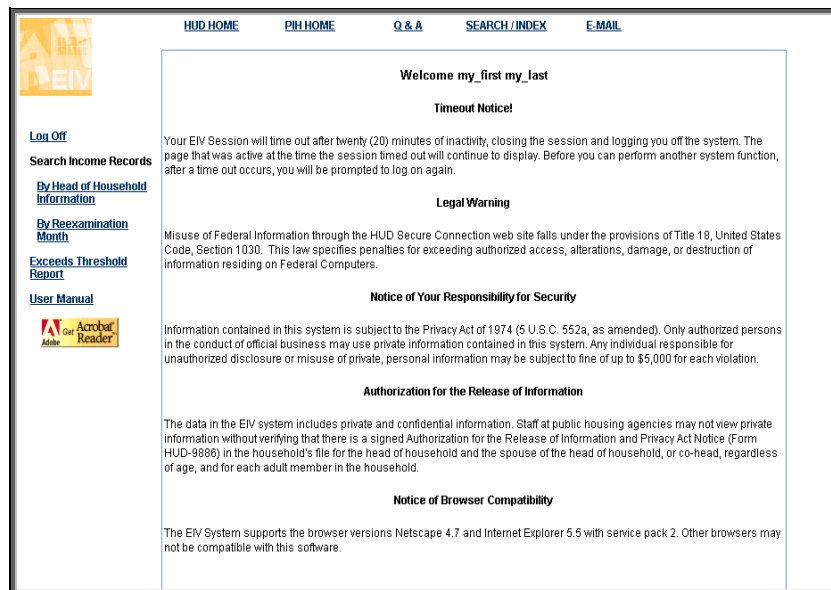 HUD HOME PIH HOME Q & A SEARCH / INDEX E-MAIL
EIV
Log Off
Search Income Records
By Head of Household
Information
By Reexamination
Month
Exceeds Threshold
Report
User Manual
Adobe Get Acrobat
Reader
Welcome my_first my_last
Timeout Notice!
Your EIV Session will time out after twenty (20) minutes of inactivity, closing the session and logging you off the system. The
page that was active at the time the session timed out will continue to display. Before you can perform another system function,
after a time out occurs, you will be prompted to log on again.
Legal Warning
Misuse of Federal Information through the HUD Secure Connection web site falls under the provisions of Title 18, United States
Code, Section 1030. This law specifies penalties for exceeding authorized access, alterations, damage, or destruction of
information residing on Federal Computers.
Notice of Your Responsibility for Security
Information contained in this system is subject to the Privacy Act of 1974 (5 U.S.C. 552a, as amended). Only authorized persons
in the conduct of official business may use private information contained in this system. Any individual responsible for
unauthorized disclosure or misuse of private, personal information may be subject to fine of up to $5,000 for each violation.
Authorization for the Release of Information
The data in the EIV system includes private and confidential information. Staff at public housing agencies may not view private
information without verifying that there is a signed Authorization for the Release of Information and Privacy Act Notice (Form
HUD-9886) in the household's file for the head of household and the spouse of the head of household, or co-head, regardless
of age, and for each adult member in the household.
Notice of Browser Compatibility
The EIV System supports the browser versions Netscape 4.7 and Internet Explorer 5.5 with service pack 2. Other browsers may
not be compatible with this software.